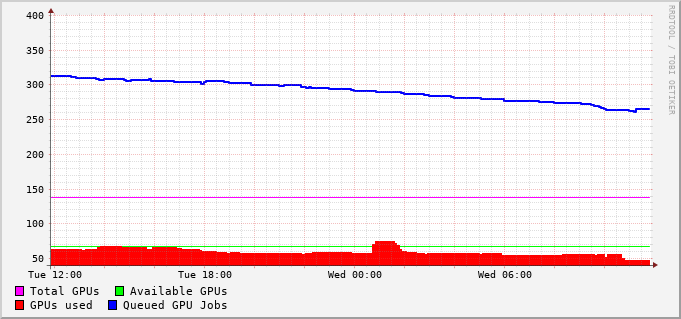 400
350
300
250
200
150
100
50
Tue 12:00 Tue 18:00 Wed 00:00 Wed 06:00
Total GPUs Available GPUs
GPUs used Queued GPU Jobs
RRDTOOL / TOBI OETIKER